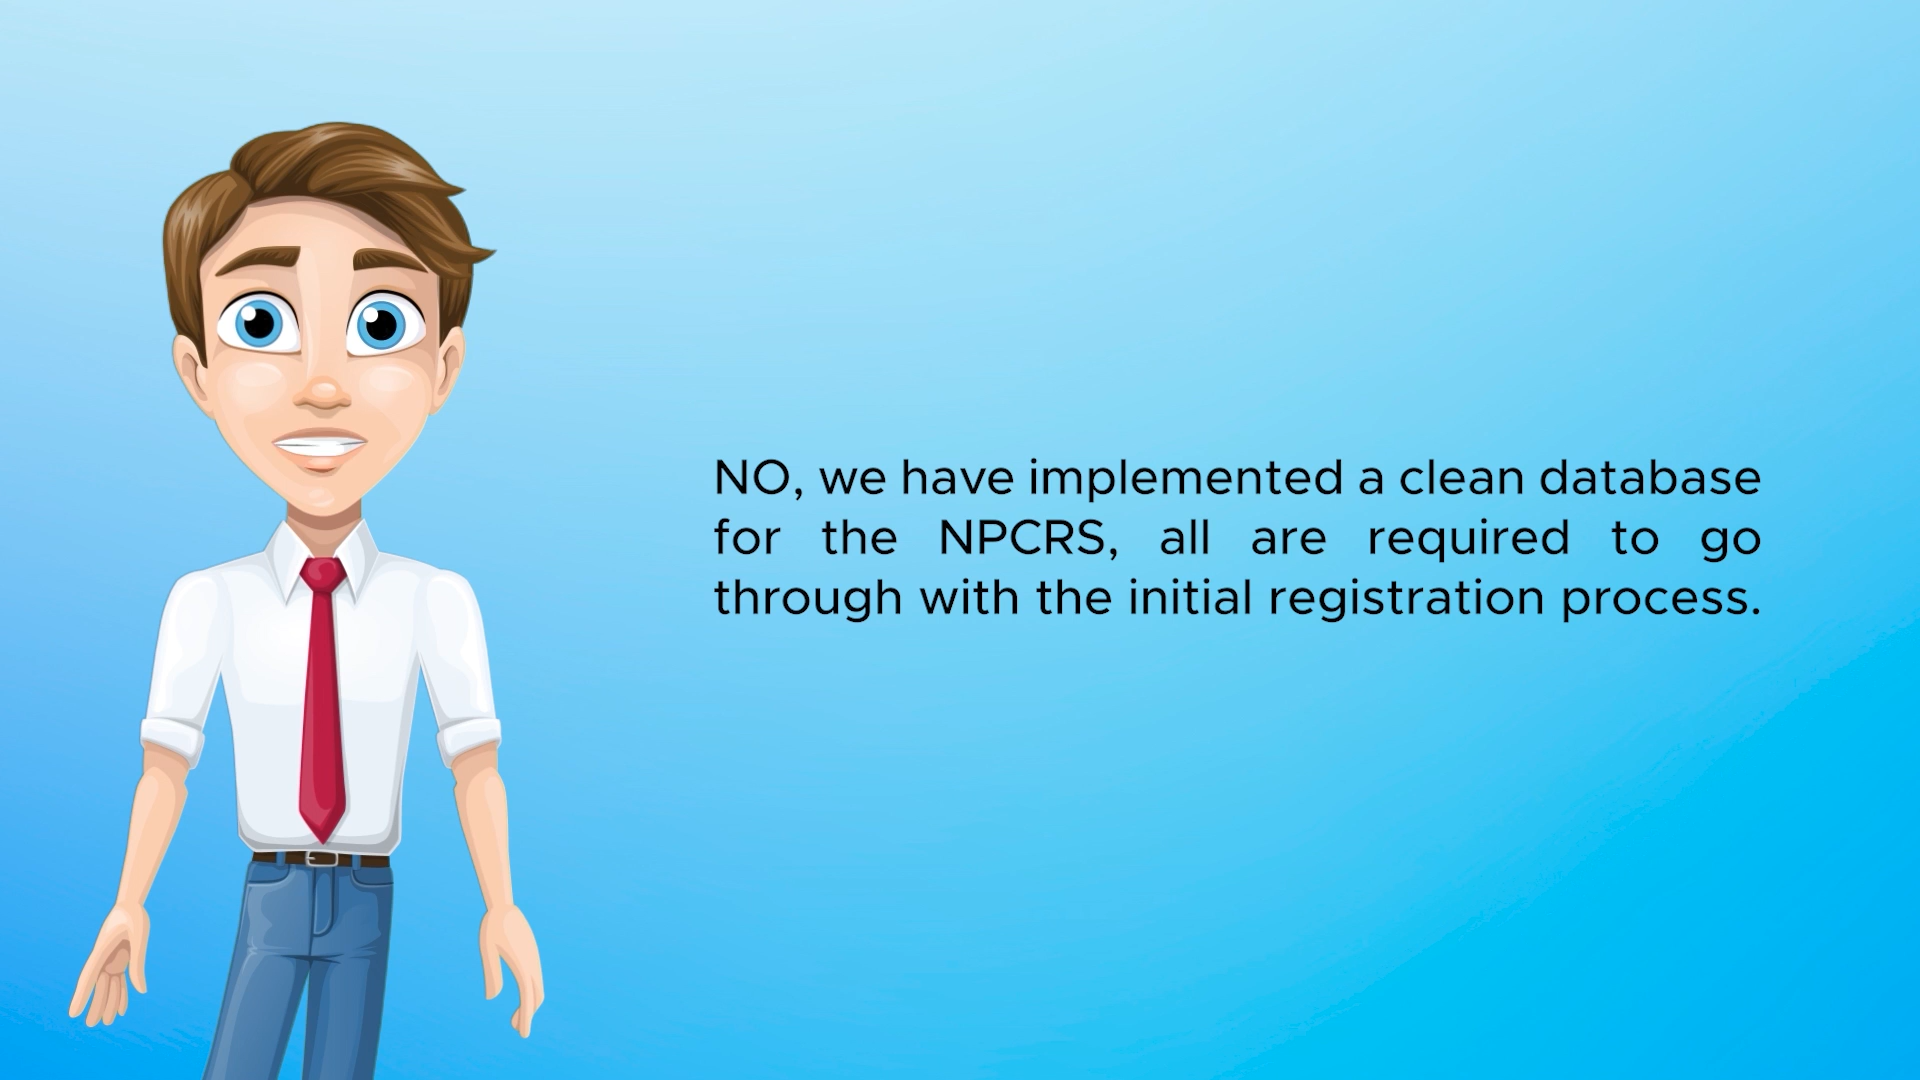 NO, we have implemented a clean database
for the NPCRS, all are required to go
through with the initial registration process.